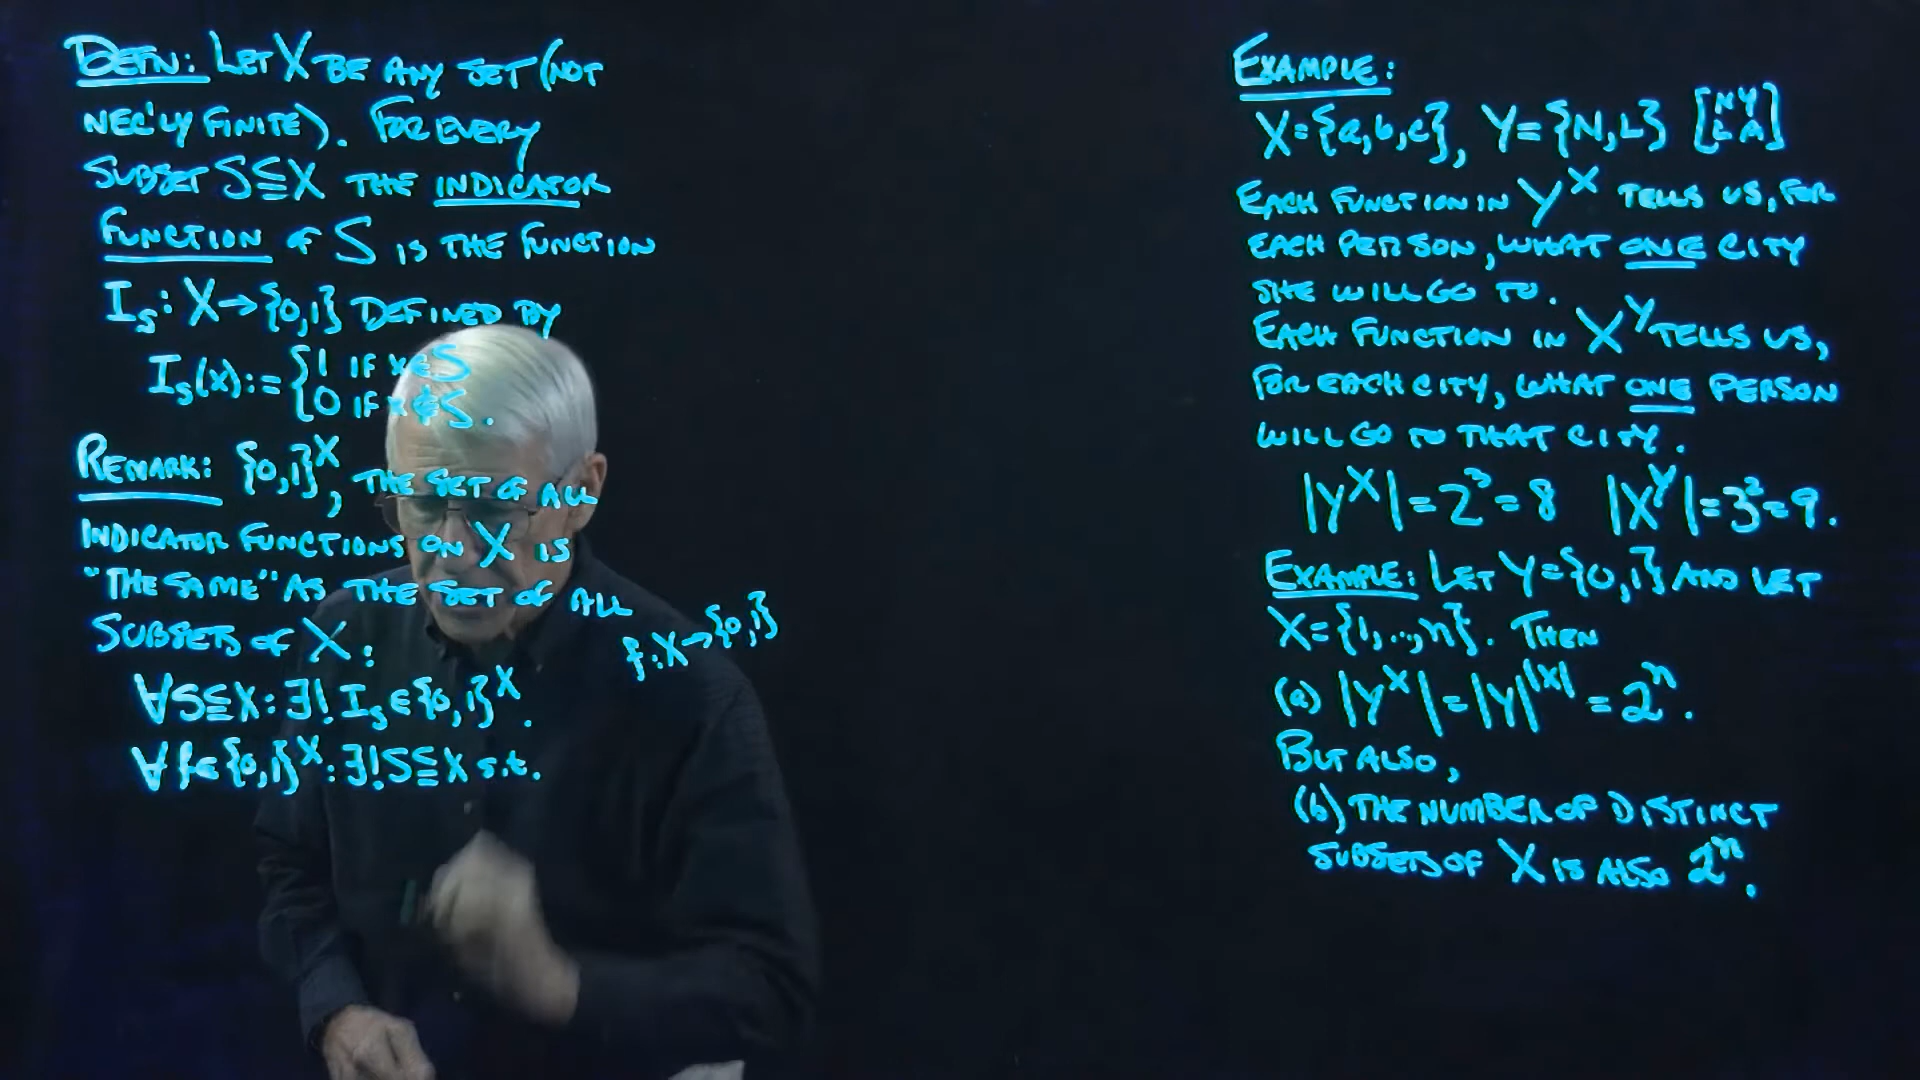 DEFN: LET X BE ANY SET (NOT
NEC'LY FINITE). FOR EVERY
SUBSET S⊆X THE INDICATOR
FUNCTION OF S IS THE FUNCTION
I_S: X→{0,1} DEFINED BY
I_S(x):= {1 IF x∈S
{0 IF x∉S.
REMARK: {0,1}^X, THE SET OF ALL
INDICATOR FUNCTIONS ON X IS
"THE SAME" AS THE SET OF ALL
SUBSETS OF X:
f:X→{0,1}
∀S⊆X:∃! I_S∈{0,1}^X.
∀f∈{0,1}^X:∃!S⊆X s.t.
EXAMPLE:
X={a,b,c}, Y={N,L} [NY
LA]
EACH FUNCTION IN Y^X TELLS US, FOR
EACH PERSON, WHAT ONE CITY
SHE WILL GO TO.
EACH FUNCTION IN X^Y TELLS US,
FOR EACH CITY, WHAT ONE PERSON
WILL GO TO THAT CITY.
|Y^X|=2^3=8 |X^Y|=3^2=9.
EXAMPLE: LET Y={0,1} AND LET
X={1,..,n}. THEN
(a) |Y^X|=|Y|^|X|=2^n.
BUT ALSO,
(b) THE NUMBER OF DISTINCT
SUBSETS OF X IS ALSO 2^n.